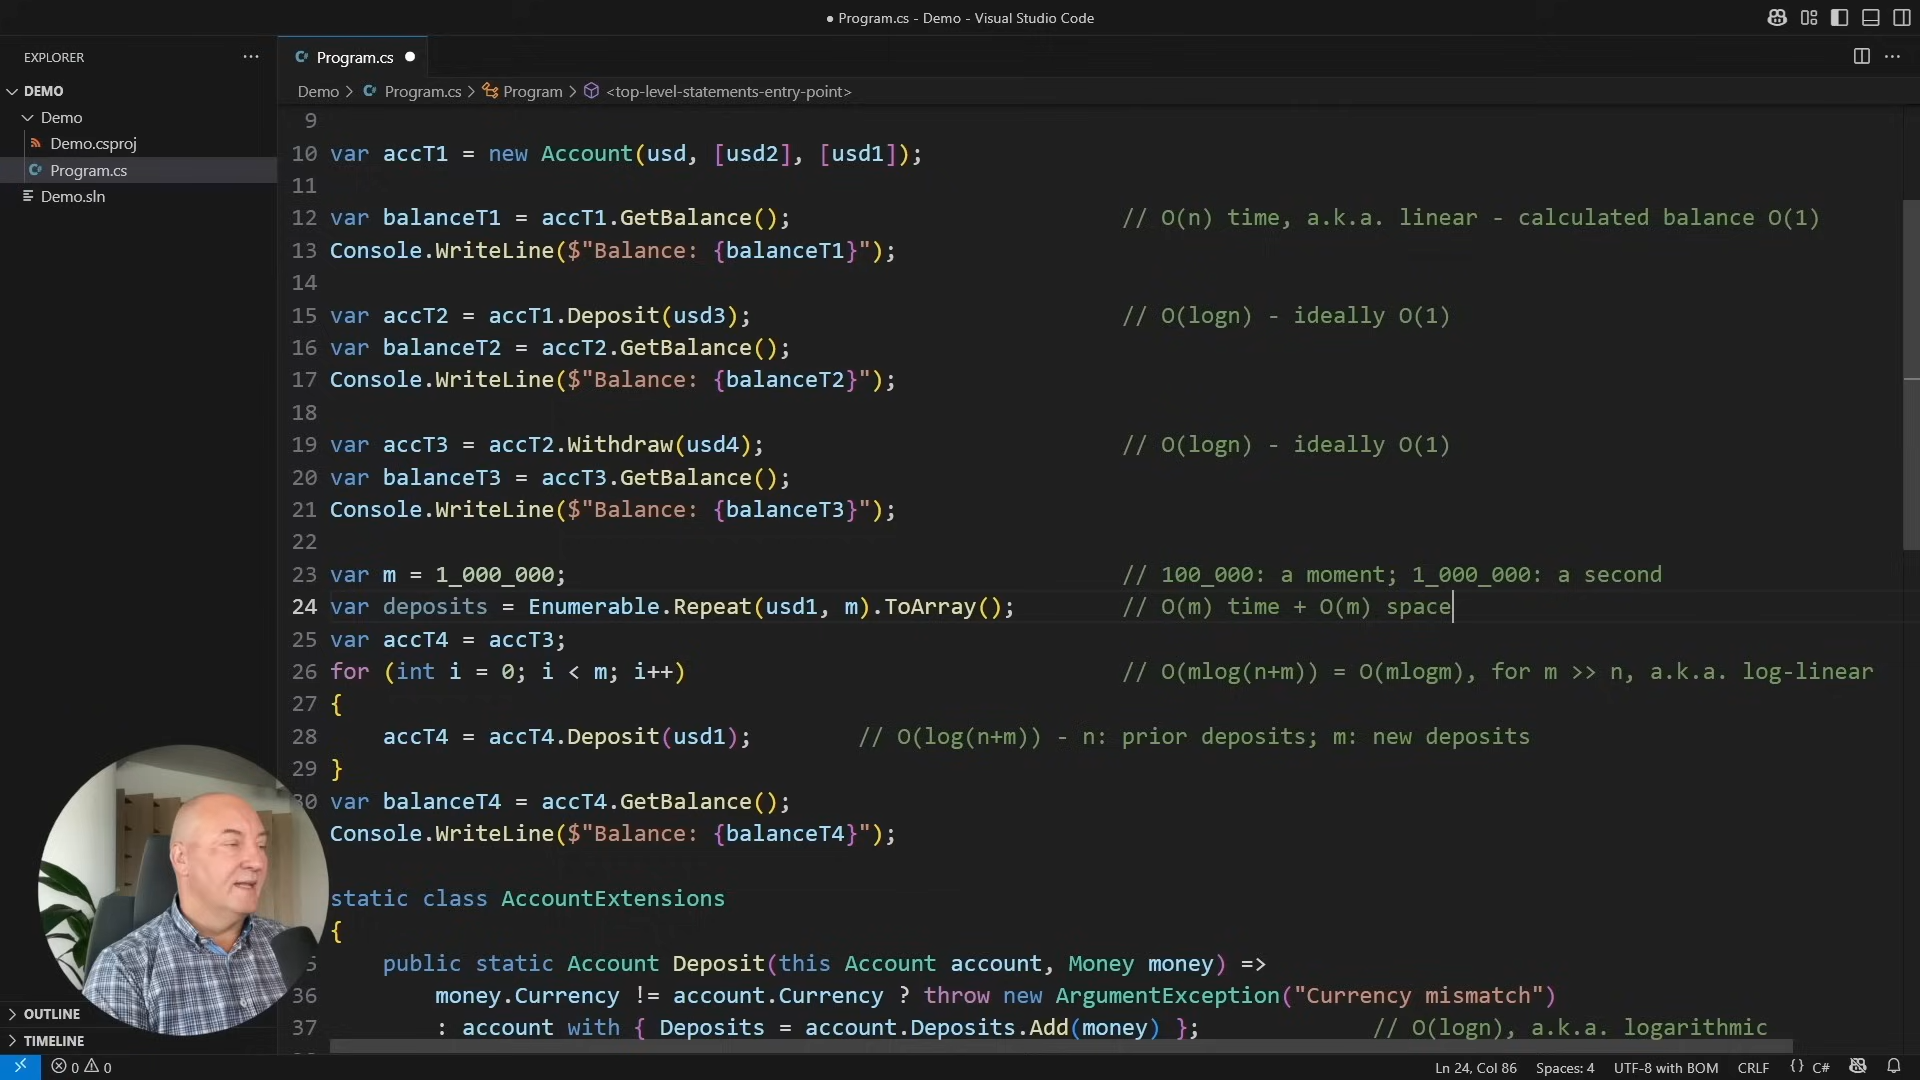 Program.cs - Demo - Visual Studio Code
EXPLORER
DEMO
Demo
Demo.csproj
Program.cs
Demo.sln
OUTLINE
TIMELINE
Program.cs
Demo > Program.cs > Program > <top-level-statements-entry-point>
9
10 var accT1 = new Account(usd, [usd2], [usd1]);
11
12 var balanceT1 = accT1.GetBalance(); // O(n) time, a.k.a. linear - calculated balance O(1)
13 Console.WriteLine($"Balance: {balanceT1}");
14
15 var accT2 = accT1.Deposit(usd3); // O(logn) - ideally O(1)
16 var balanceT2 = accT2.GetBalance();
17 Console.WriteLine($"Balance: {balanceT2}");
18
19 var accT3 = accT2.Withdraw(usd4); // O(logn) - ideally O(1)
20 var balanceT3 = accT3.GetBalance();
21 Console.WriteLine($"Balance: {balanceT3}");
22
23 var m = 1_000_000; // 100_000: a moment; 1_000_000: a second
24 var deposits = Enumerable.Repeat(usd1, m).ToArray(); // O(m) time + O(m) space
25 var accT4 = accT3;
26 for (int i = 0; i < m; i++) // O(mlog(n+m)) = O(mlogm), for m >> n, a.k.a. log-linear
27 {
28 accT4 = accT4.Deposit(usd1); // O(log(n+m)) - n: prior deposits; m: new deposits
29 }
30 var balanceT4 = accT4.GetBalance();
Console.WriteLine($"Balance: {balanceT4}");
static class AccountExtensions
{
5 public static Account Deposit(this Account account, Money money) =>
36 money.Currency != account.Currency ? throw new ArgumentException("Currency mismatch")
37 : account with { Deposits = account.Deposits.Add(money) }; // O(logn), a.k.a. logarithmic
0 0 Ln 24, Col 86 Spaces: 4 UTF-8 with BOM CRLF {} C#